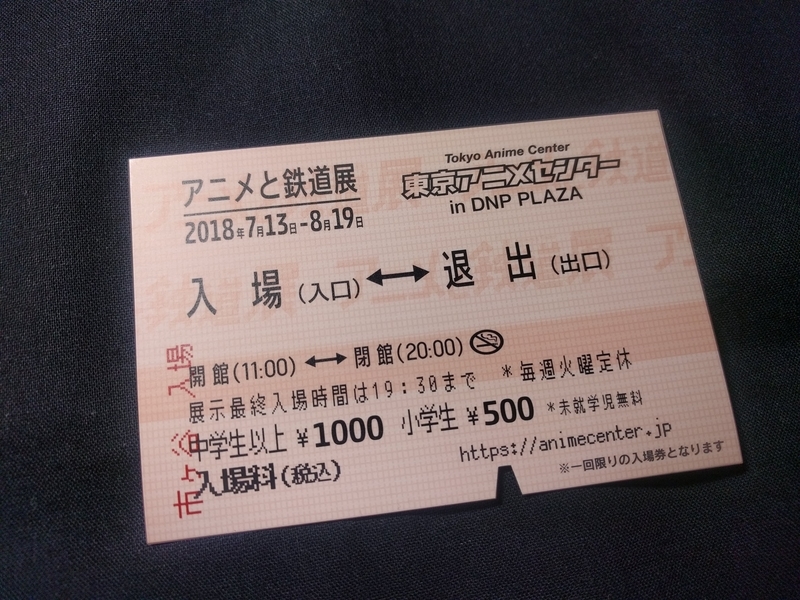 アニメと鉄道展
2018年7月13日-8月19日
Tokyo Anime Center
東京アニメセンター
in DNP PLAZA
入場(入口)↔退出(出口)
開館(11:00)↔閉館(20:00)
展示最終入場時間は19:30まで ＊毎週火曜定休
中学生以上 ¥1000 小学生 ¥500 ＊未就学児無料
入場料(税込)
https://animecenter.jp
※一回限りの入場券となります
市ヶ谷 入場